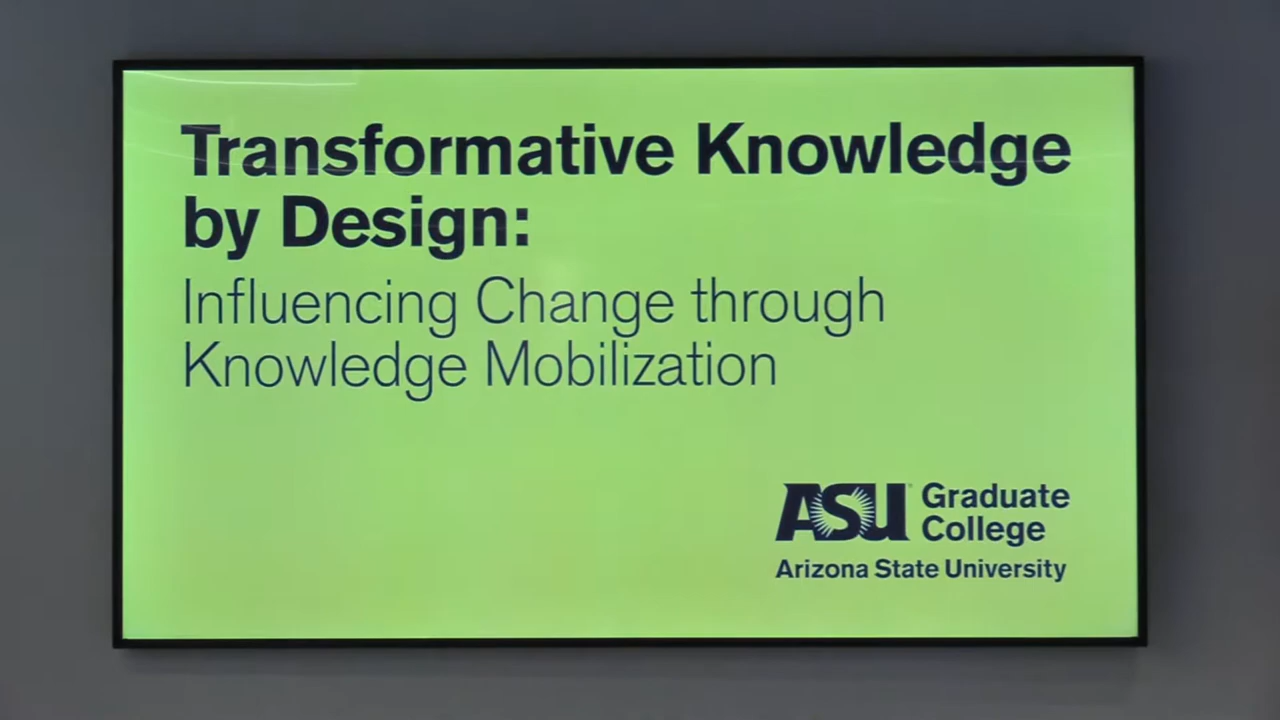 Transformative Knowledge
by Design:
Influencing Change through
Knowledge Mobilization
ASU Graduate
College
Arizona State University